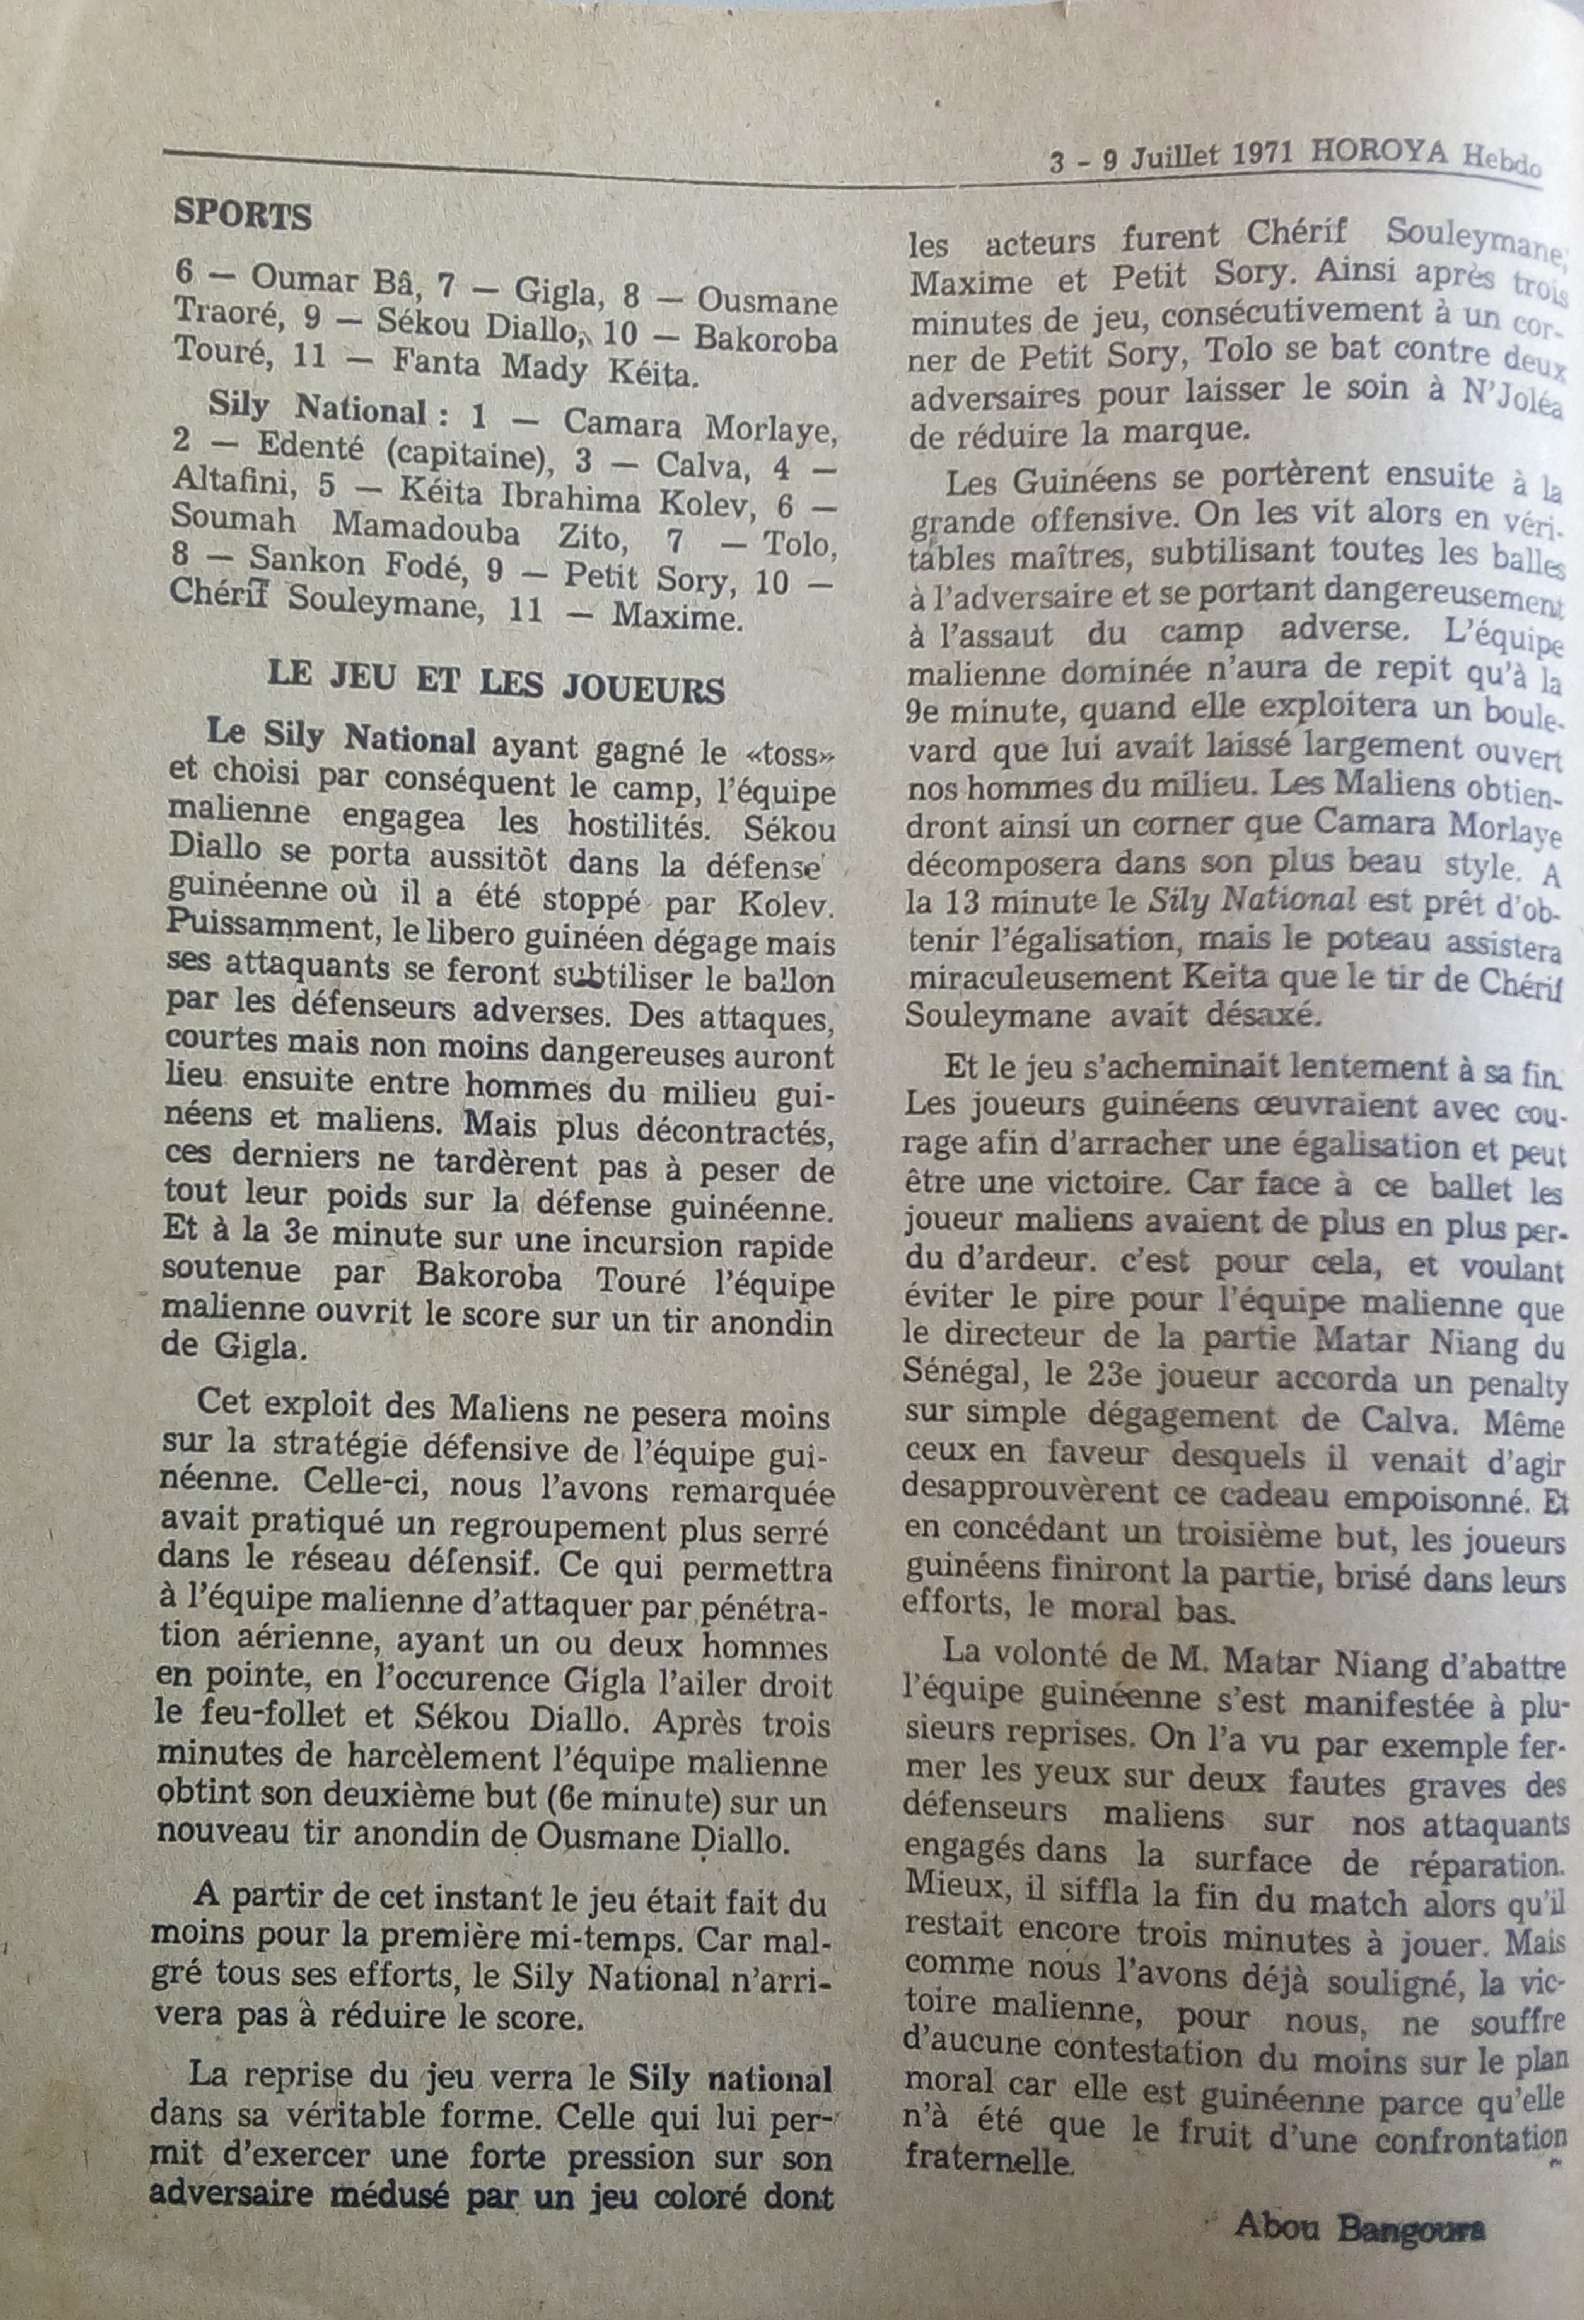 3 - 9 Juillet 1971 HOROYA Hebdo
SPORTS
6 — Oumar Bâ, 7 — Gigla, 8 — Ousmane
Traoré, 9 — Sékou Diallo, 10 — Bakoroba
Touré, 11 — Fanta Mady Kéita.
Sily National : 1 — Camara Morlaye,
2 — Edenté (capitaine), 3 — Calva, 4 —
Altafini, 5 — Kéita Ibrahima Kolev, 6 —
Soumah Mamadouba Zito, 7 — Tolo,
8 — Sankon Fodé, 9 — Petit Sory, 10 —
Chérif Souleymane, 11 — Maxime.
LE JEU ET LES JOUEURS
Le Sily National ayant gagné le «toss»
et choisi par conséquent le camp, l'équipe
malienne engagea les hostilités. Sékou
Diallo se porta aussitôt dans la défense
guinéenne où il a été stoppé par Kolev.
Puissamment, le libero guinéen dégage mais
ses attaquants se feront subtiliser le ballon
par les défenseurs adverses. Des attaques,
courtes mais non moins dangereuses auront
lieu ensuite entre hommes du milieu gui-
néens et maliens. Mais plus décontractés,
ces derniers ne tardèrent pas à peser de
tout leur poids sur la défense guinéenne.
Et à la 3e minute sur une incursion rapide
soutenue par Bakoroba Touré l'équipe
malienne ouvrit le score sur un tir anondin
de Gigla.
Cet exploit des Maliens ne pesera moins
sur la stratégie défensive de l'équipe gui-
néenne. Celle-ci, nous l'avons remarquée
avait pratiqué un regroupement plus serré
dans le réseau défensif. Ce qui permettra
à l'équipe malienne d'attaquer par pénétra-
tion aérienne, ayant un ou deux hommes
en pointe, en l'occurence Gigla l'ailer droit
le feu-follet et Sékou Diallo. Après trois
minutes de harcèlement l'équipe malienne
obtint son deuxième but (6e minute) sur un
nouveau tir anondin de Ousmane Diallo.
A partir de cet instant le jeu était fait du
moins pour la première mi-temps. Car mal-
gré tous ses efforts, le Sily National n'arri-
vera pas à réduire le score.
La reprise du jeu verra le Sily national
dans sa véritable forme. Celle qui lui per-
mit d'exercer une forte pression sur son
adversaire médusé par un jeu coloré dont
les acteurs furent Chérif Souleymane,
Maxime et Petit Sory. Ainsi après trois
minutes de jeu, consécutivement à un cor-
ner de Petit Sory, Tolo se bat contre deux
adversaires pour laisser le soin à N'Joléa
de réduire la marque.
Les Guinéens se portèrent ensuite à la
grande offensive. On les vit alors en véri-
tables maîtres, subtilisant toutes les balles
à l'adversaire et se portant dangereusement
à l'assaut du camp adverse. L'équipe
malienne dominée n'aura de repit qu'à la
9e minute, quand elle exploitera un boule-
vard que lui avait laissé largement ouvert
nos hommes du milieu. Les Maliens obtien-
dront ainsi un corner que Camara Morlaye
décomposera dans son plus beau style. A
la 13 minute le Sily National est prêt d'ob-
tenir l'égalisation, mais le poteau assistera
miraculeusement Keita que le tir de Chérif
Souleymane avait désaxé.
Et le jeu s'acheminait lentement à sa fin.
Les joueurs guinéens œuvraient avec cou-
rage afin d'arracher une égalisation et peut
être une victoire. Car face à ce ballet les
joueur maliens avaient de plus en plus per-
du d'ardeur. c'est pour cela, et voulant
éviter le pire pour l'équipe malienne que
le directeur de la partie Matar Niang du
Sénégal, le 23e joueur accorda un penalty
sur simple dégagement de Calva. Même
ceux en faveur desquels il venait d'agir
desapprouvèrent ce cadeau empoisonné. Et
en concédant un troisième but, les joueurs
guinéens finiront la partie, brisé dans leurs
efforts, le moral bas.
La volonté de M. Matar Niang d'abattre
l'équipe guinéenne s'est manifestée à plu-
sieurs reprises. On l'a vu par exemple fer-
mer les yeux sur deux fautes graves des
défenseurs maliens sur nos attaquants
engagés dans la surface de réparation.
Mieux, il siffla la fin du match alors qu'il
restait encore trois minutes à jouer. Mais
comme nous l'avons déjà souligné, la vic-
toire malienne, pour nous, ne souffre
d'aucune contestation du moins sur le plan
moral car elle est guinéenne parce qu'elle
n'à été que le fruit d'une confrontation
fraternelle.
Abou Bangoura